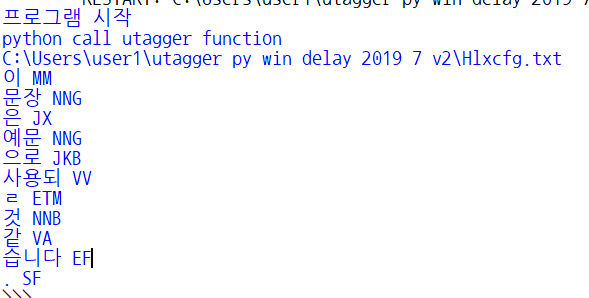 RESTART: C:\Users\user1\utagger py win delay 2019 7
프로그램 시작
python call utagger function
C:\Users\user1\utagger py win delay 2019 7 v2\Hlxcfg.txt
이 MM
문장 NNG
은 JX
예문 NNG
으로 JKB
사용되 VV
ㄹ ETM
것 NNB
같 VA
습니다 EF
. SF